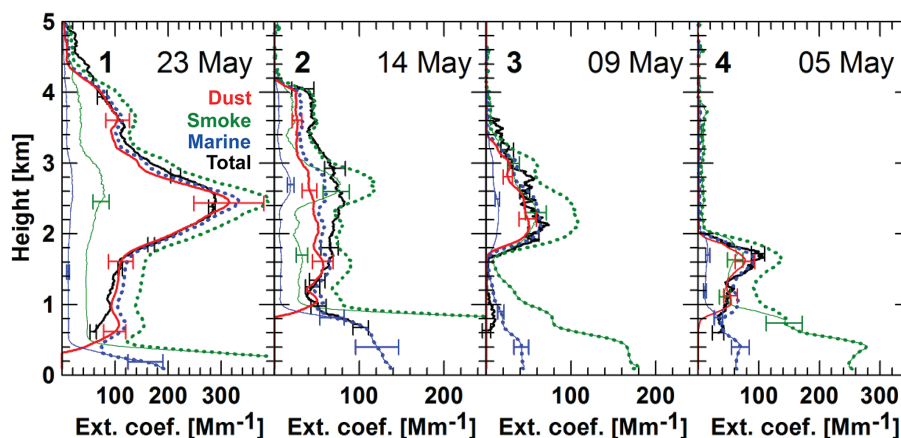 5
4
3
2
1
0
Height [km]
1 23 May
2 14 May
3 09 May
4 05 May
Dust
Smoke
Marine
Total
100 200 300
100 200
100 200 300
100 200 300
Ext. coef. [Mm⁻¹]
Ext. coef. [Mm⁻¹]
Ext. coef. [Mm⁻¹]
Ext. coef. [Mm⁻¹]